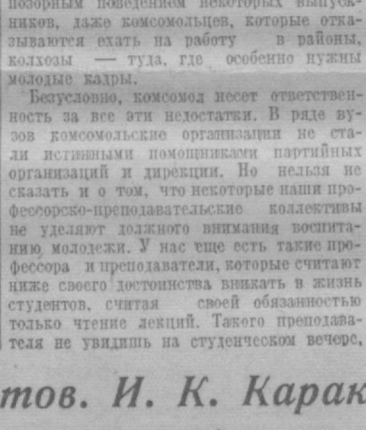 позорным поведением некоторых выпуск-
ников, даже комсомольцев, которые отка-
зываются ехать на работу в районы,
колхозы — туда, где особенно нужны
молодые кадры.
Безусловно, комсомол несет ответствен-
ность за все эти недостатки. В ряде ву-
зов комсомольские организации не ста-
ли истинными помощниками партийных
организаций и дирекции. Но нельзя не
сказать и о том, что некоторые наши про-
фессорско-преподавательские коллективы
не уделяют должного внимания воспита-
нию молодежи. У нас еще есть такие про-
фессора и преподаватели, которые считают
ниже своего достоинства вникать в жизнь
студентов, считая своей обязанностью
только чтение лекций. Такого преподава-
теля не увидишь на студенческом вечере,
тов. И. К. Карак